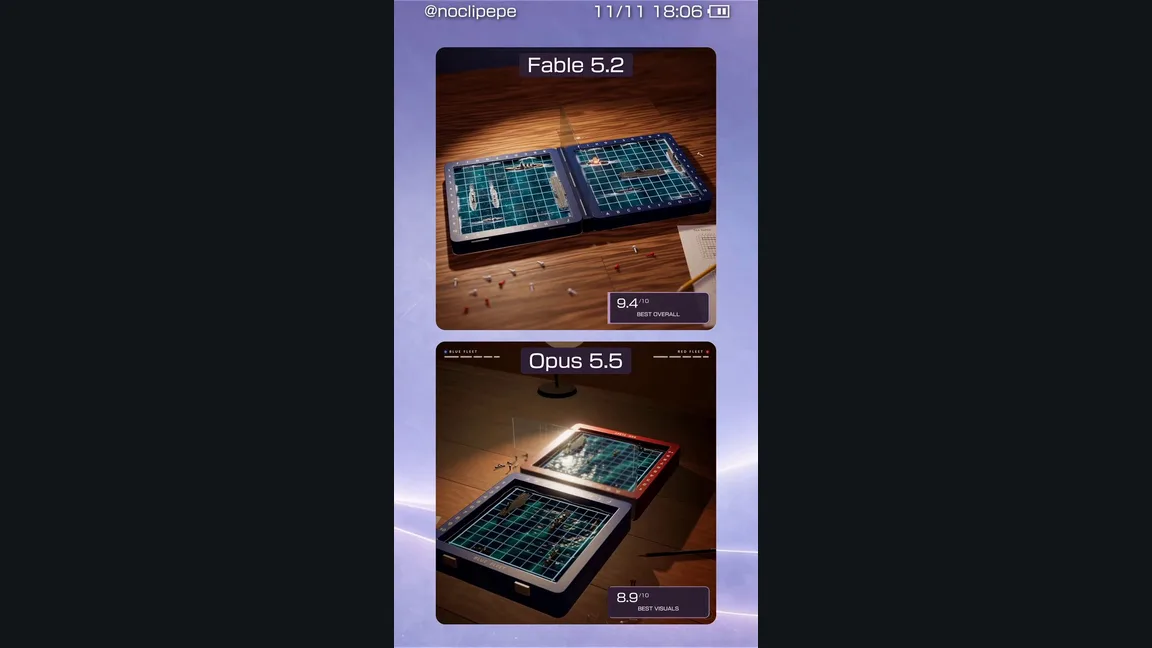 @noclipepe
11/11 18:06
Fable 5.2
9.4/10
BEST OVERALL
BLUE FLEET
RED FLEET
Opus 5.5
8.9/10
BEST VISUALS